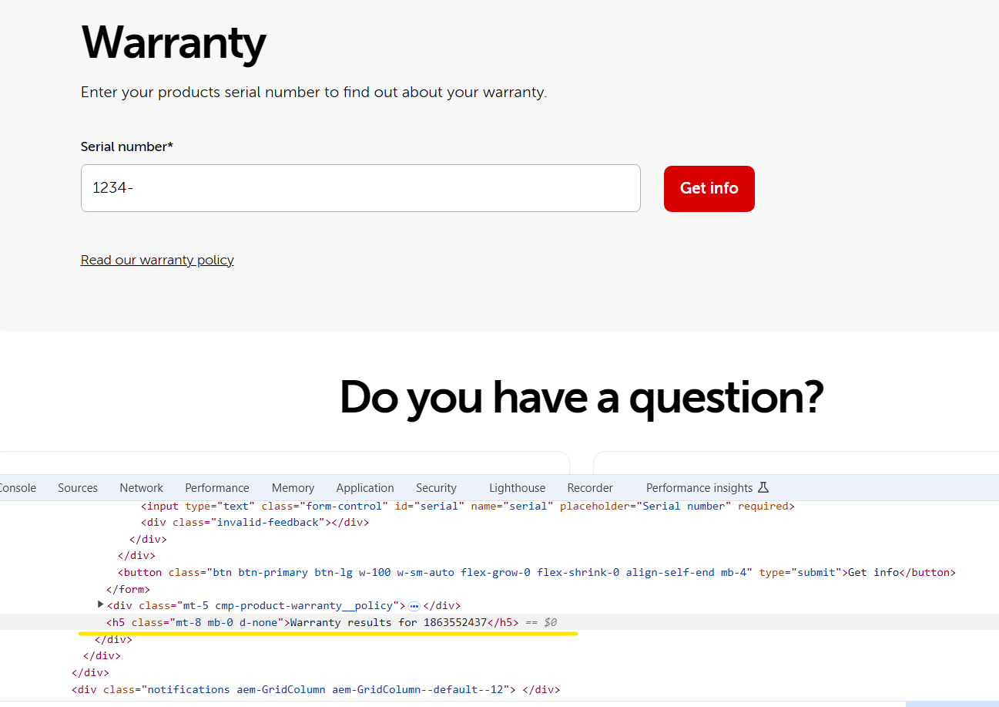 Warranty
Enter your products serial number to find out about your warranty.
Serial number*
1234-
Get info
Read our warranty policy
Do you have a question?
Console Sources Network Performance Memory Application Security Lighthouse Recorder Performance insights
<input type="text" class="form-control" id="serial" name="serial" placeholder="Serial number" required>
<div class="invalid-feedback"></div>
</div>
</div>
<button class="btn btn-primary btn-lg w-100 w-sm-auto flex-grow-0 flex-shrink-0 align-self-end mb-4" type="submit">Get info</button>
</form>
<div class="mt-5 cmp-product-warranty__policy"> … </div>
<h5 class="mt-8 mb-0 d-none">Warranty results for 1863552437</h5> == $0
</div>
</div>
</div>
<div class="notifications aem-GridColumn aem-GridColumn--default--12"> </div>